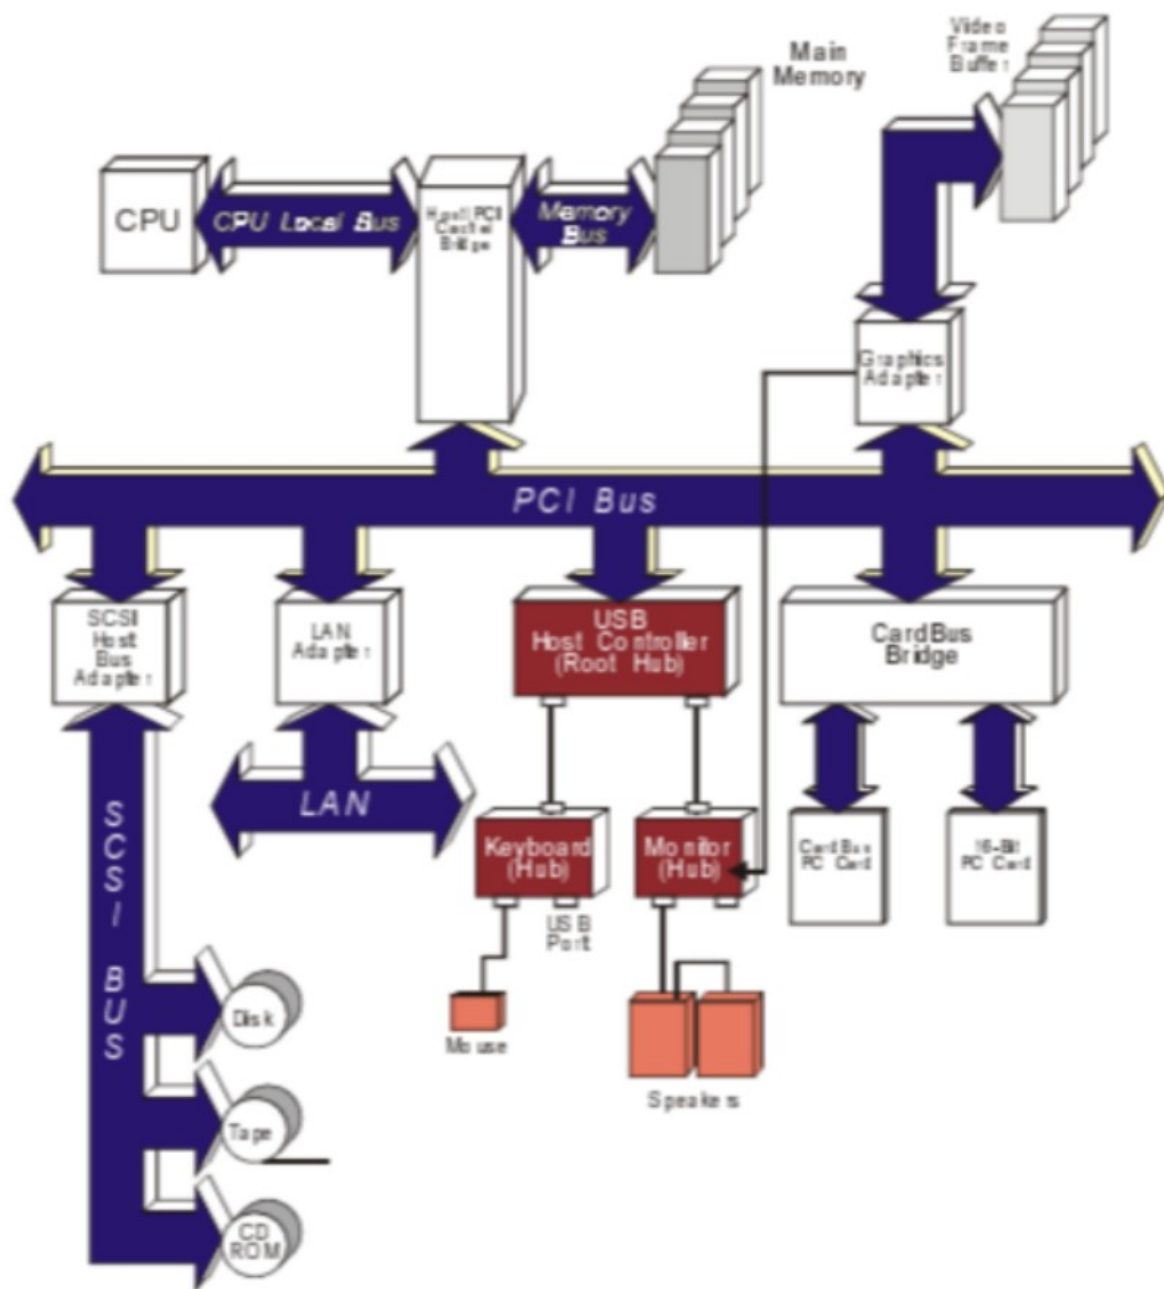 Video
Frame
Buffer
Main
Memory
CPU
CPU Local Bus
Host/PCI
Bridge
Memory
Bus
Graphics
Adapter
PCI Bus
SCSI
Host
Bus
Adapter
LAN
Adapter
USB
Host Controller
(Root Hub)
CardBus
Bridge
LAN
SCSI BUS
Keyboard
(Hub)
Monitor
(Hub)
CardBus
PC Card
16-Bit
PC Card
USB
Port
Disk
Mouse
Speakers
Tape
CD
ROM